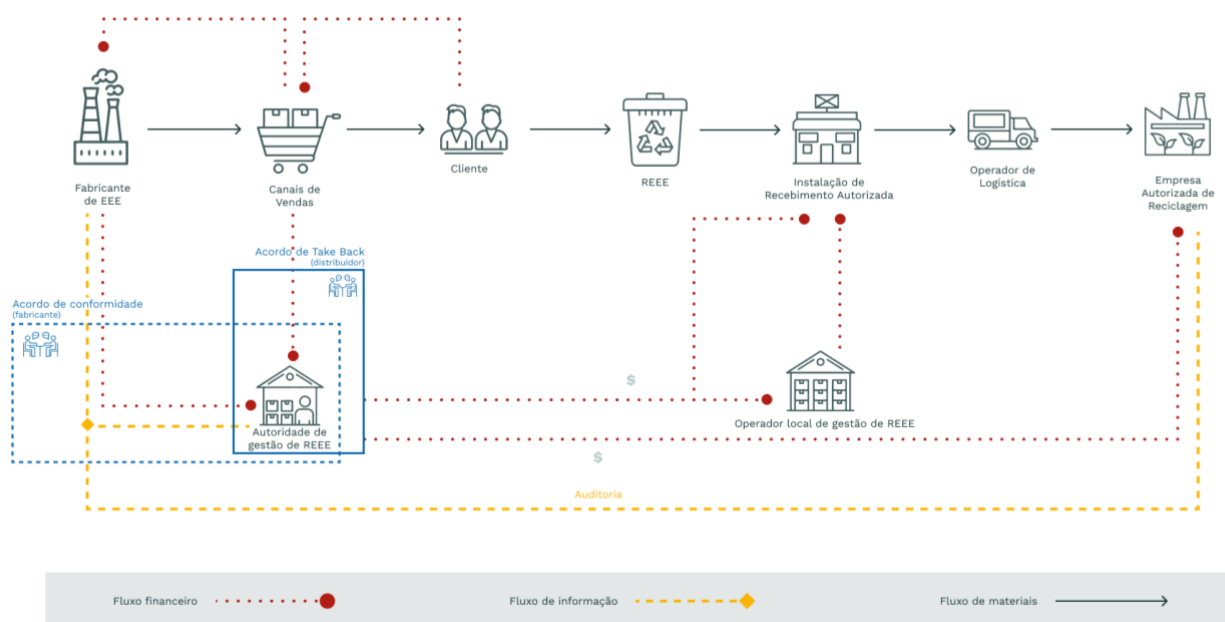 Fabricante
de EEE
Canais de
Vendas
Cliente
REEE
Instalação de
Recebimento Autorizada
Operador de
Logística
Empresa
Autorizada de
Reciclagem
Acordo de Take Back
(distribuidor)
Acordo de conformidade
(fabricante)
$
Autoridade de
gestão de REEE
Operador local de gestão de REEE
$
Auditoria
Fluxo financeiro
Fluxo de informação
Fluxo de materiais